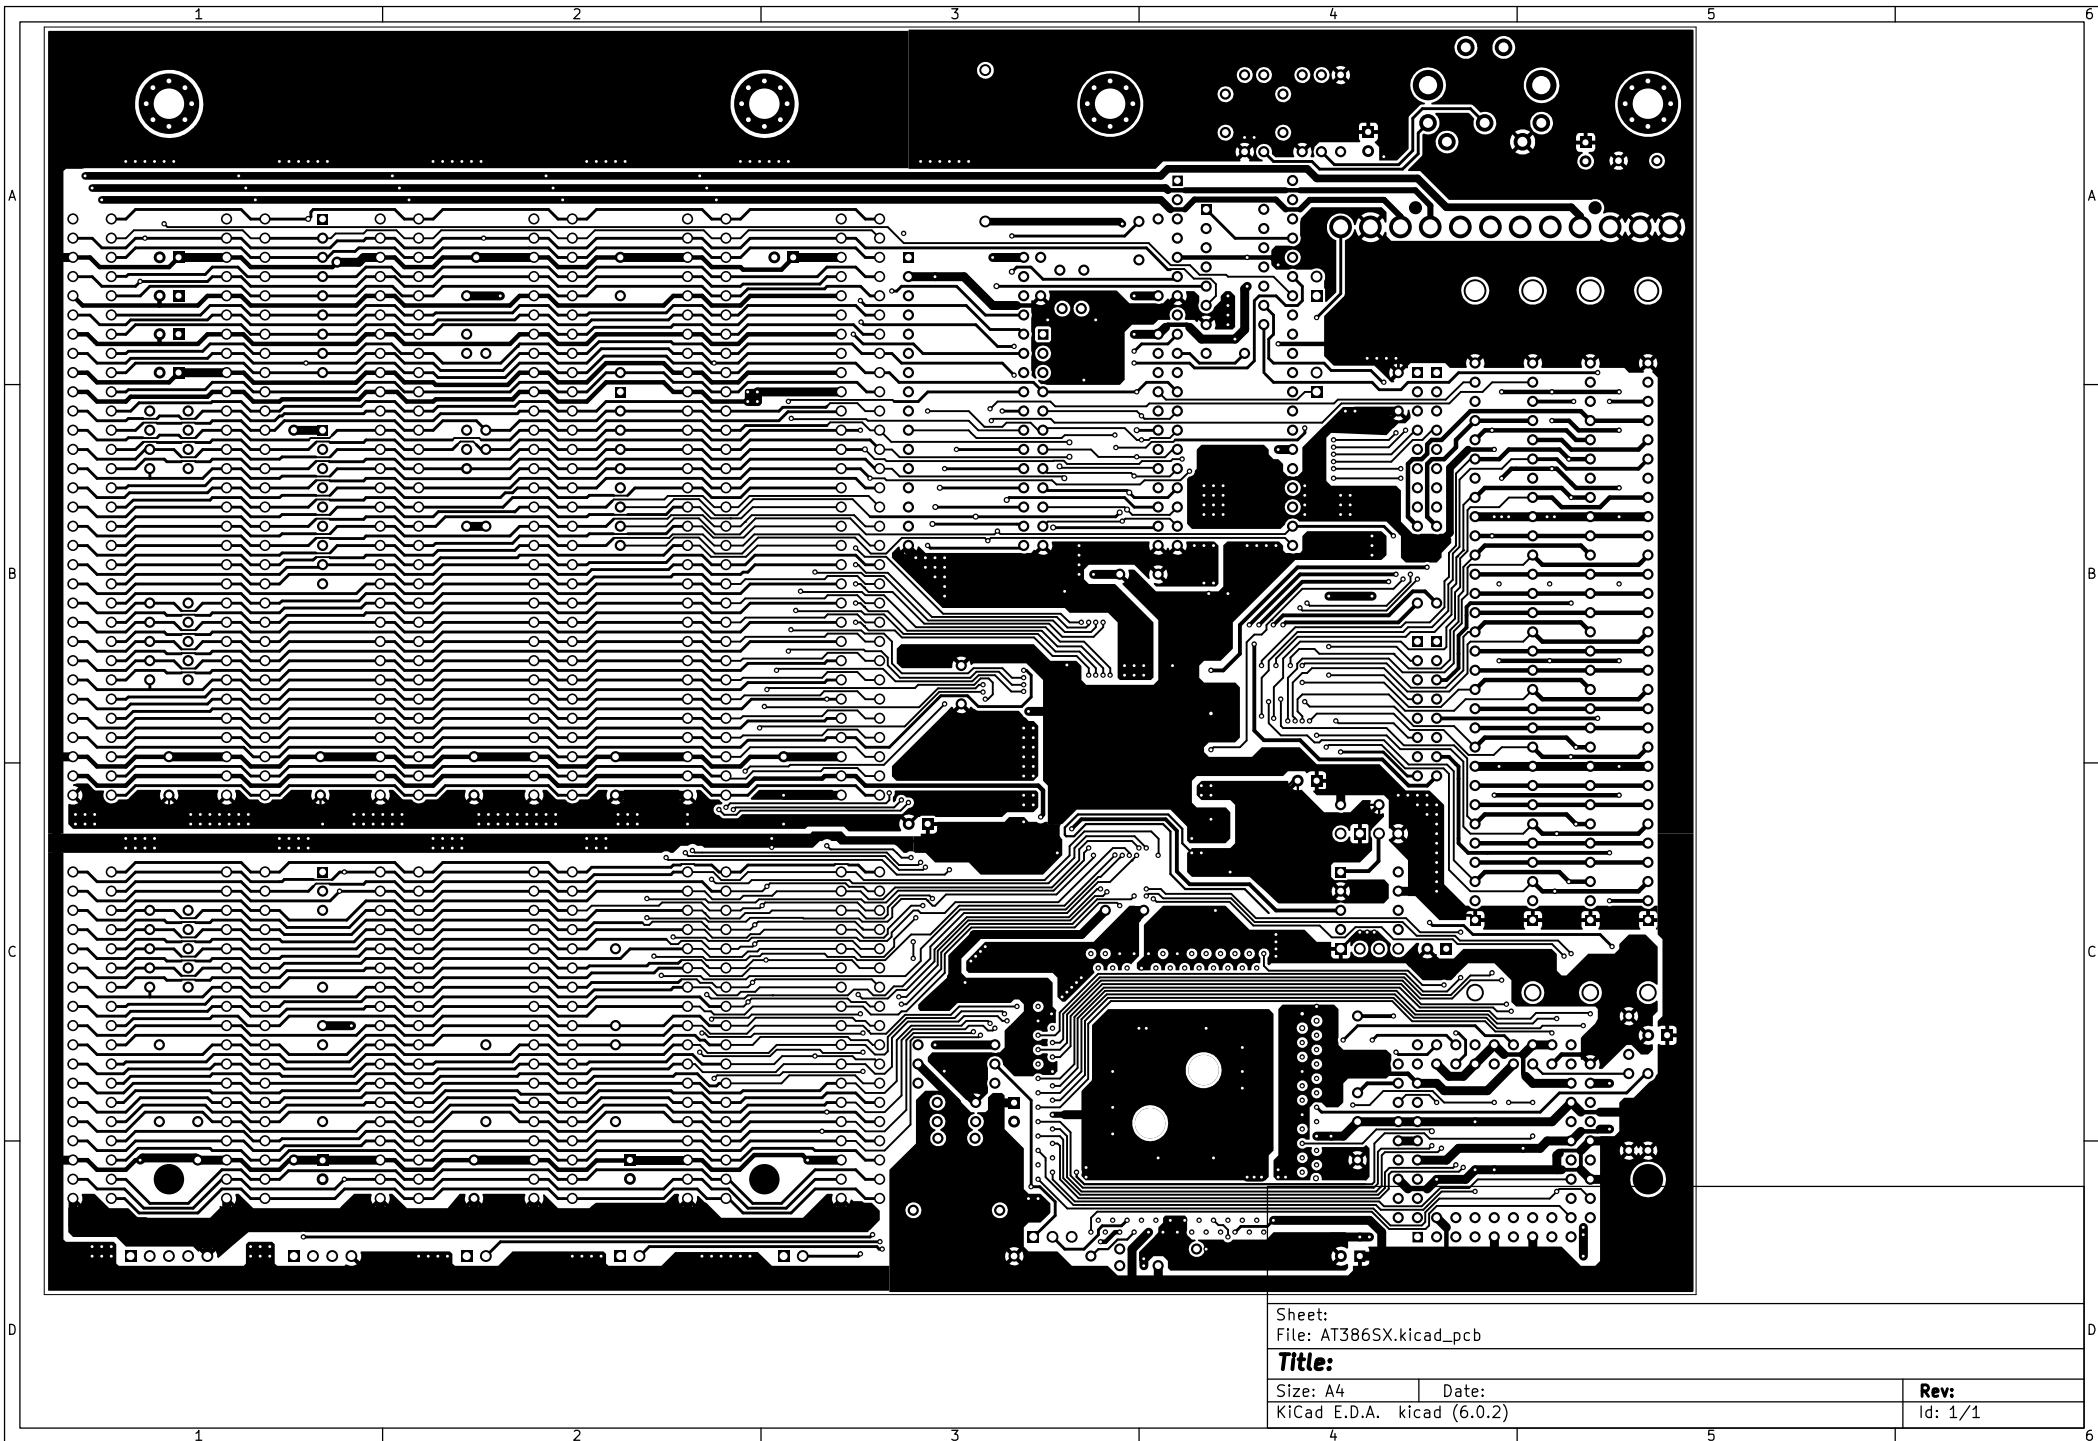 1 2 3 4 5 6
A A
B B
C C
D D
Sheet:
File: AT386SX.kicad_pcb
Title:
Size: A4 Date: Rev:
KiCad E.D.A. kicad (6.0.2) Id: 1/1
1 2 3 4 5 6